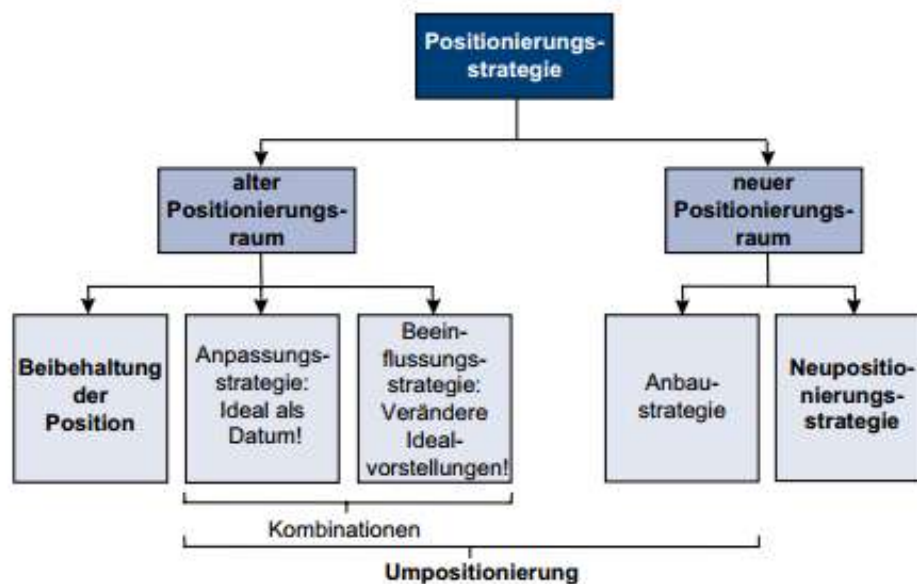 Positionierungs-
strategie
alter
Positionierungs-
raum
neuer
Positionierungs-
raum
Beibehaltung
der
Position
Anpassungs-
strategie:
Ideal als
Datum!
Beein-
flussungs-
strategie:
Verändere
Ideal-
vorstellungen!
Anbau-
strategie
Neupositio-
nierungs-
strategie
Kombinationen
Umpositionierung